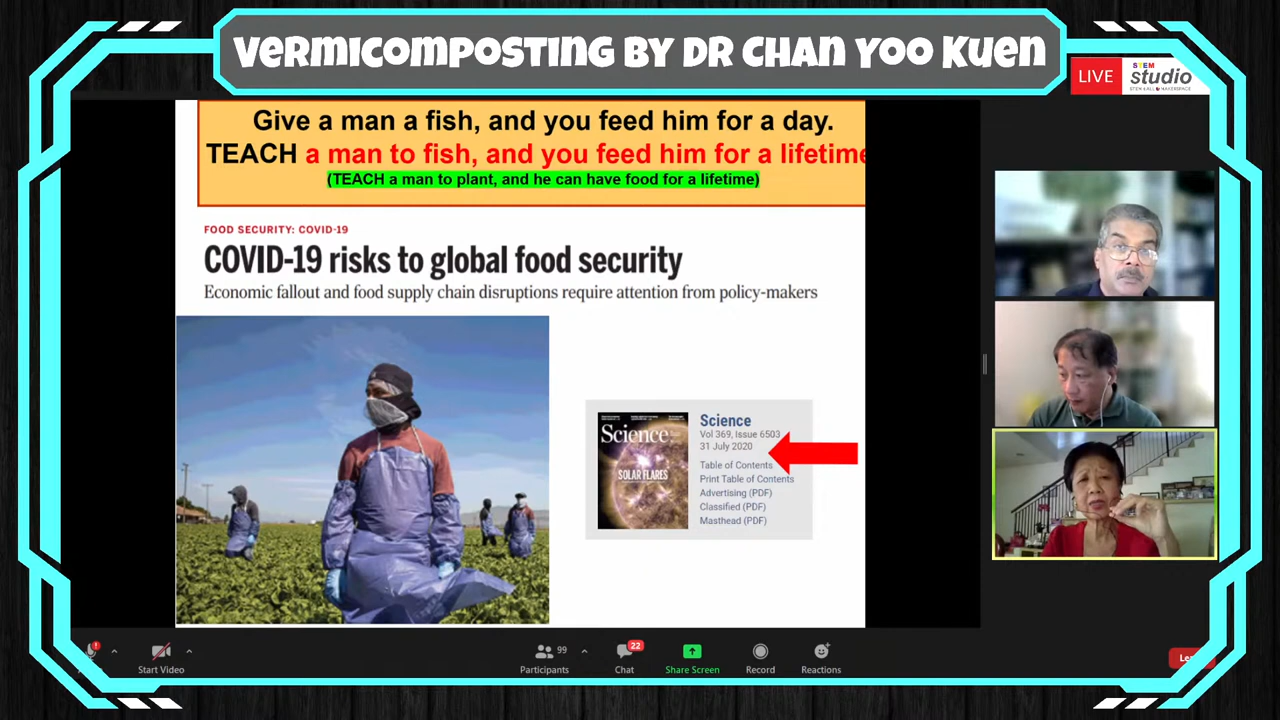 VERMICOMPOSTING BY DR CHAN YOO KUEN
LIVE
STEM
studio
STEM 4 ALL MAKERSPACE
Give a man a fish, and you feed him for a day.
TEACH a man to fish, and you feed him for a lifetime
(TEACH a man to plant, and he can have food for a lifetime)
FOOD SECURITY: COVID-19
COVID-19 risks to global food security
Economic fallout and food supply chain disruptions require attention from policy-makers
Science
SOLAR FLARES
Science
Vol 369, Issue 6503
31 July 2020
Table of Contents
Print Table of Contents
Advertising (PDF)
Classified (PDF)
Masthead (PDF)
Start Video
99
Participants
22
Chat
Share Screen
Record
Reactions